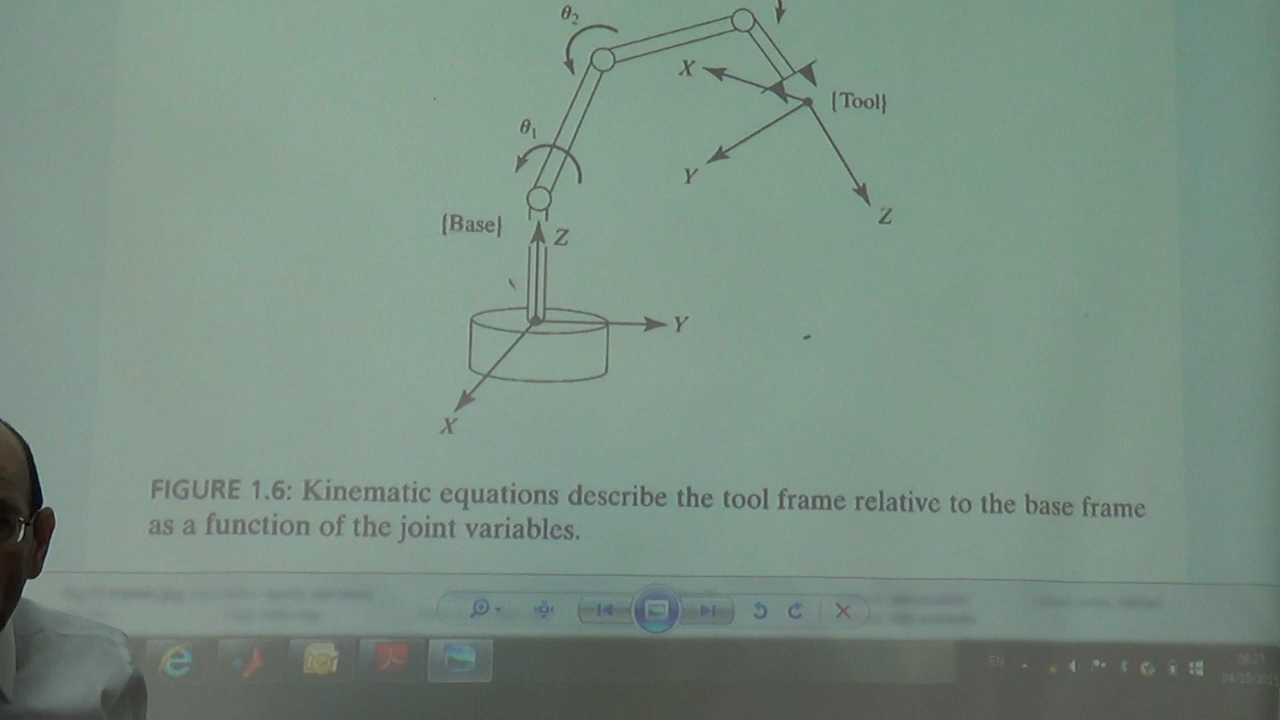 θ₂
X
{Tool}
θ₁
Y
{Base}
Z
Z
Y
X
FIGURE 1.6: Kinematic equations describe the tool frame relative to the base frame
as a function of the joint variables.
EN